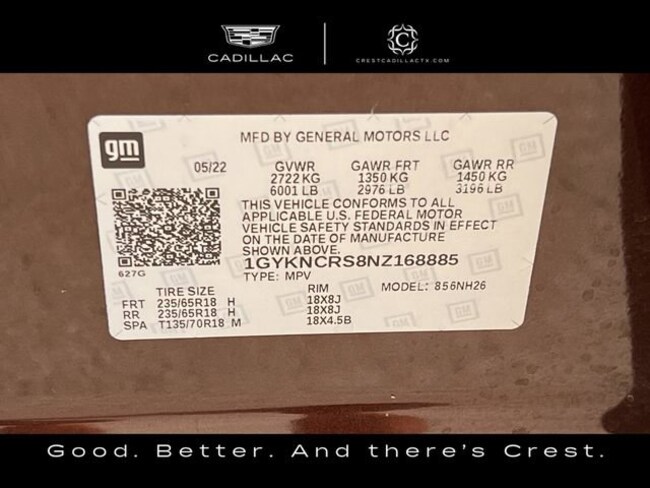 CADILLAC
CRESTCADILLACTX.COM
gm
MFD BY GENERAL MOTORS LLC
05/22 GVWR GAWR FRT GAWR RR
2722 KG 1350 KG 1450 KG
6001 LB 2976 LB 3196 LB
THIS VEHICLE CONFORMS TO ALL
APPLICABLE U.S. FEDERAL MOTOR
VEHICLE SAFETY STANDARDS IN EFFECT
ON THE DATE OF MANUFACTURE
SHOWN ABOVE.
627G
1GYKNCRS8NZ168885
TYPE: MPV MODEL: 856NH26
TIRE SIZE RIM
FRT 235/65R18 H 18X8J
RR 235/65R18 H 18X8J
SPA T135/70R18 M 18X4.5B
Good. Better. And there's Crest.